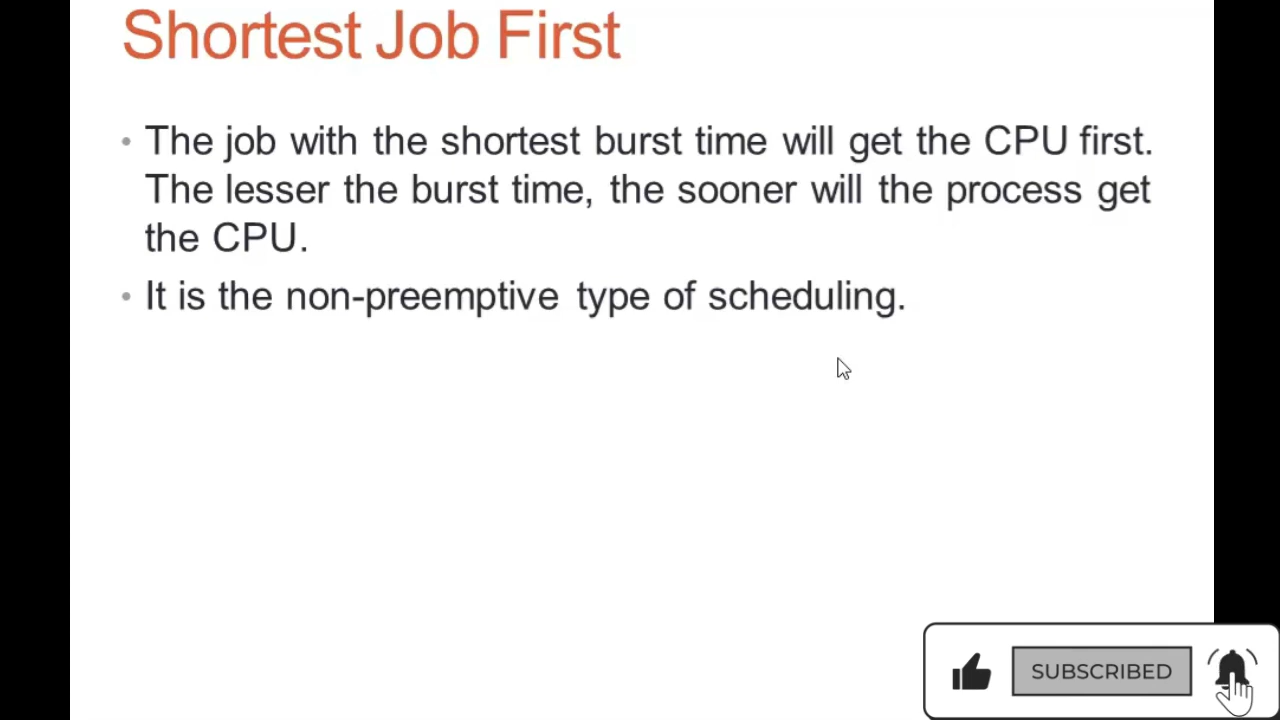 Shortest Job First
• The job with the shortest burst time will get the CPU first.
The lesser the burst time, the sooner will the process get
the CPU.
• It is the non-preemptive type of scheduling.
SUBSCRIBED